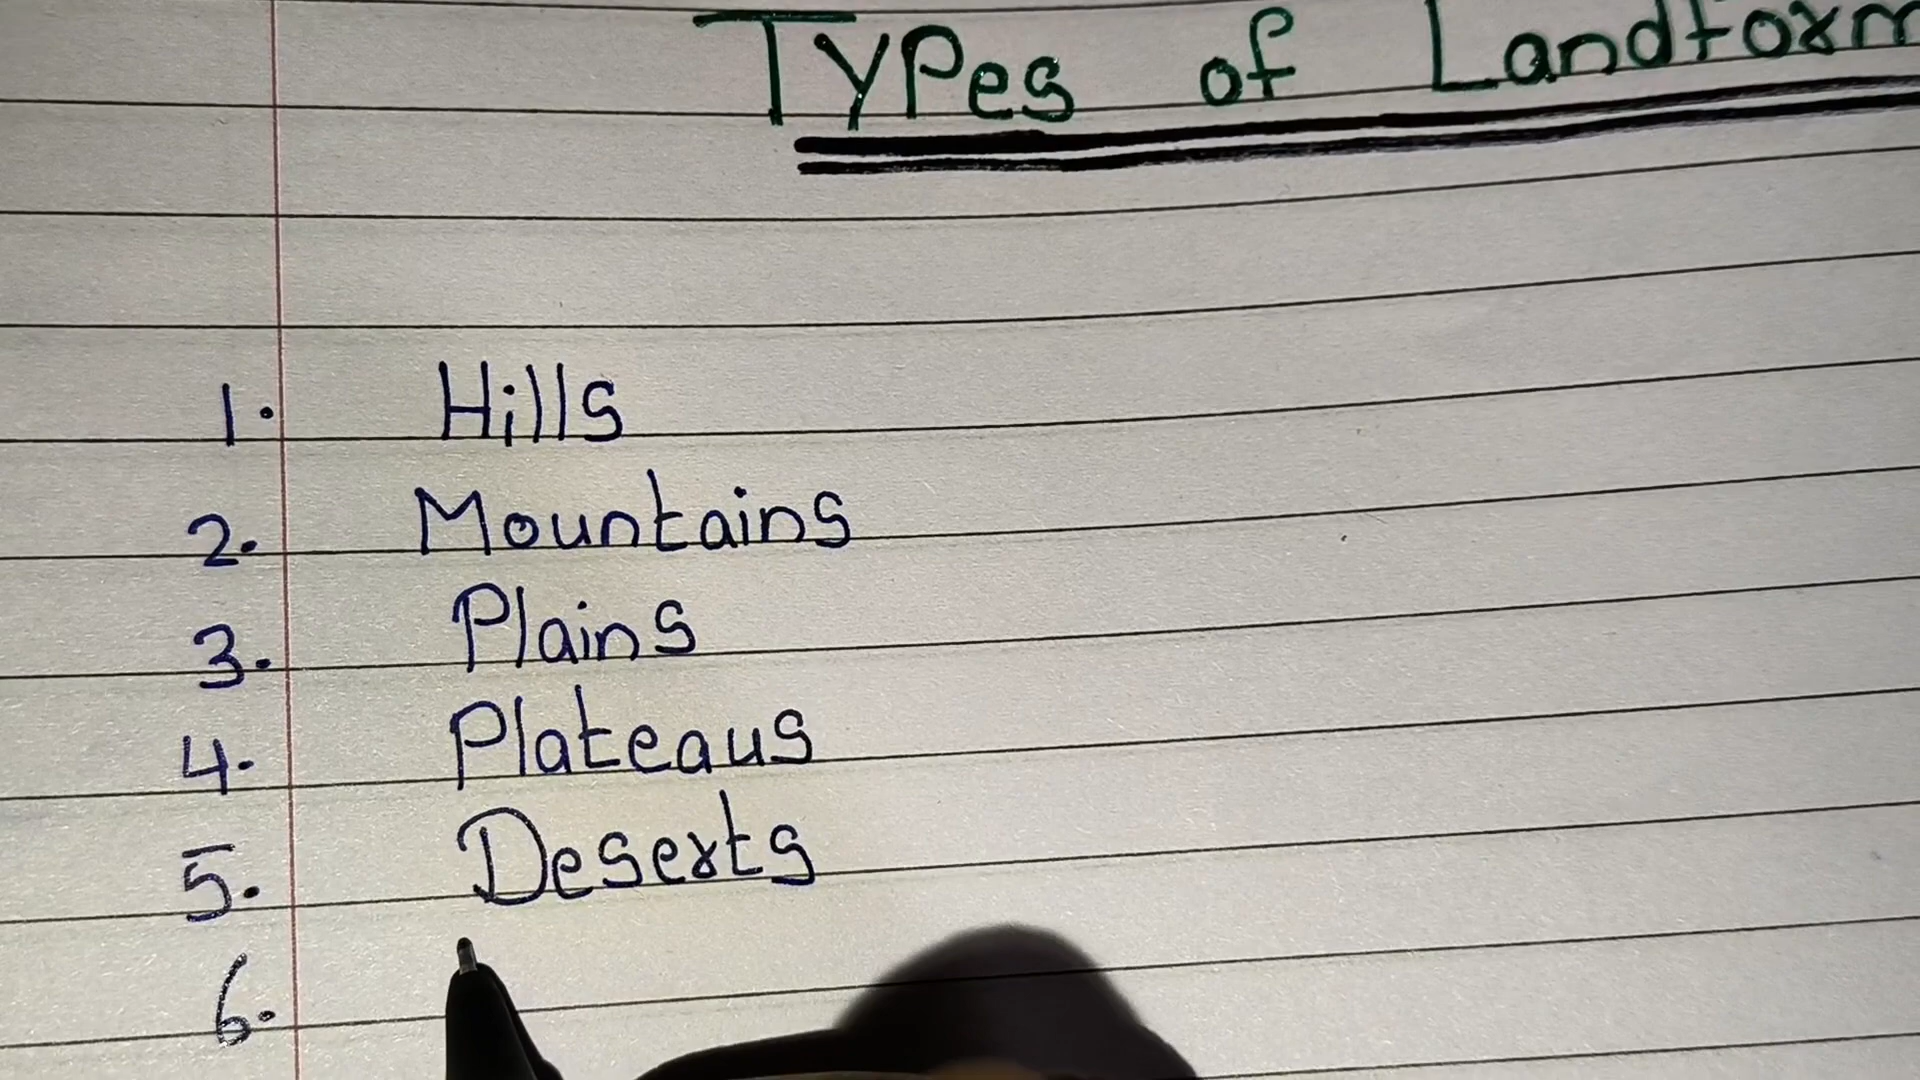 Types of Landform
1. Hills
2. Mountains
3. Plains
4. Plateaus
5. Deserts
6.